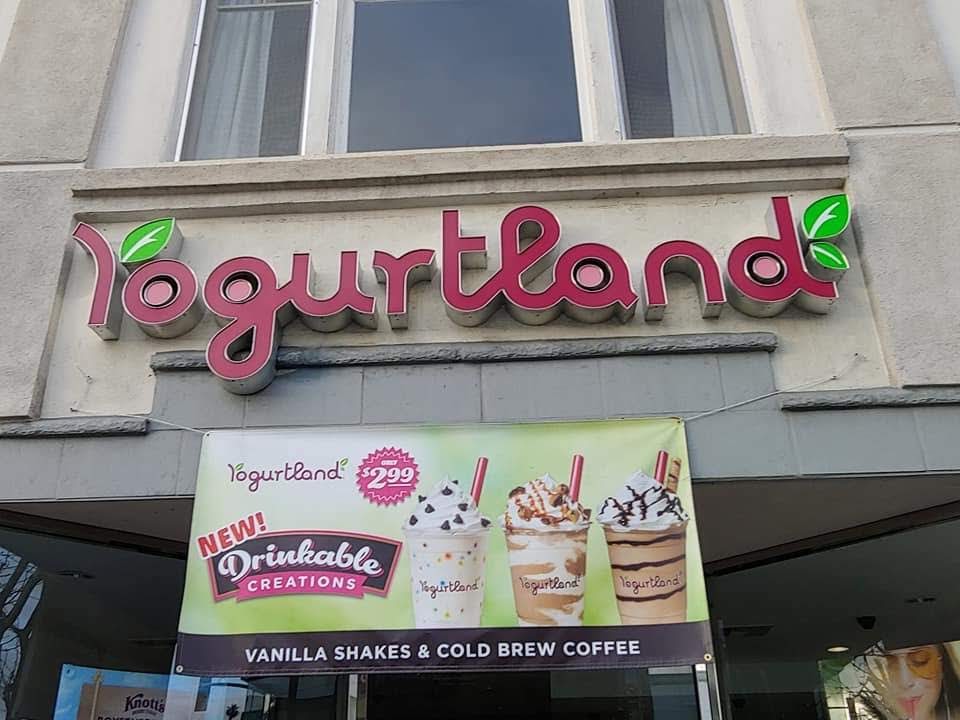 Yogurtland
Yogurtland
ONLY
$2.99
NEW!
Drinkable
CREATIONS
Yogurtland
Yogurtland
Yogurtland
VANILLA SHAKES & COLD BREW COFFEE
Knott's